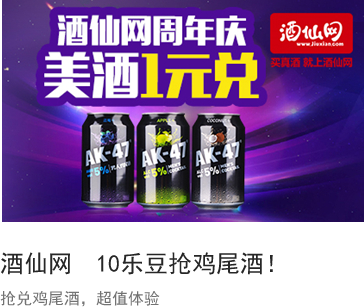 酒仙网周年庆
美酒1元兑
酒仙网
www.jiuxian.com
买真酒 就上酒仙网
APPLE
COCONUT
AK-47 AK-47 AK-47
5% 5% 5%
酒仙网 10乐豆抢鸡尾酒!
抢兑鸡尾酒，超值体验